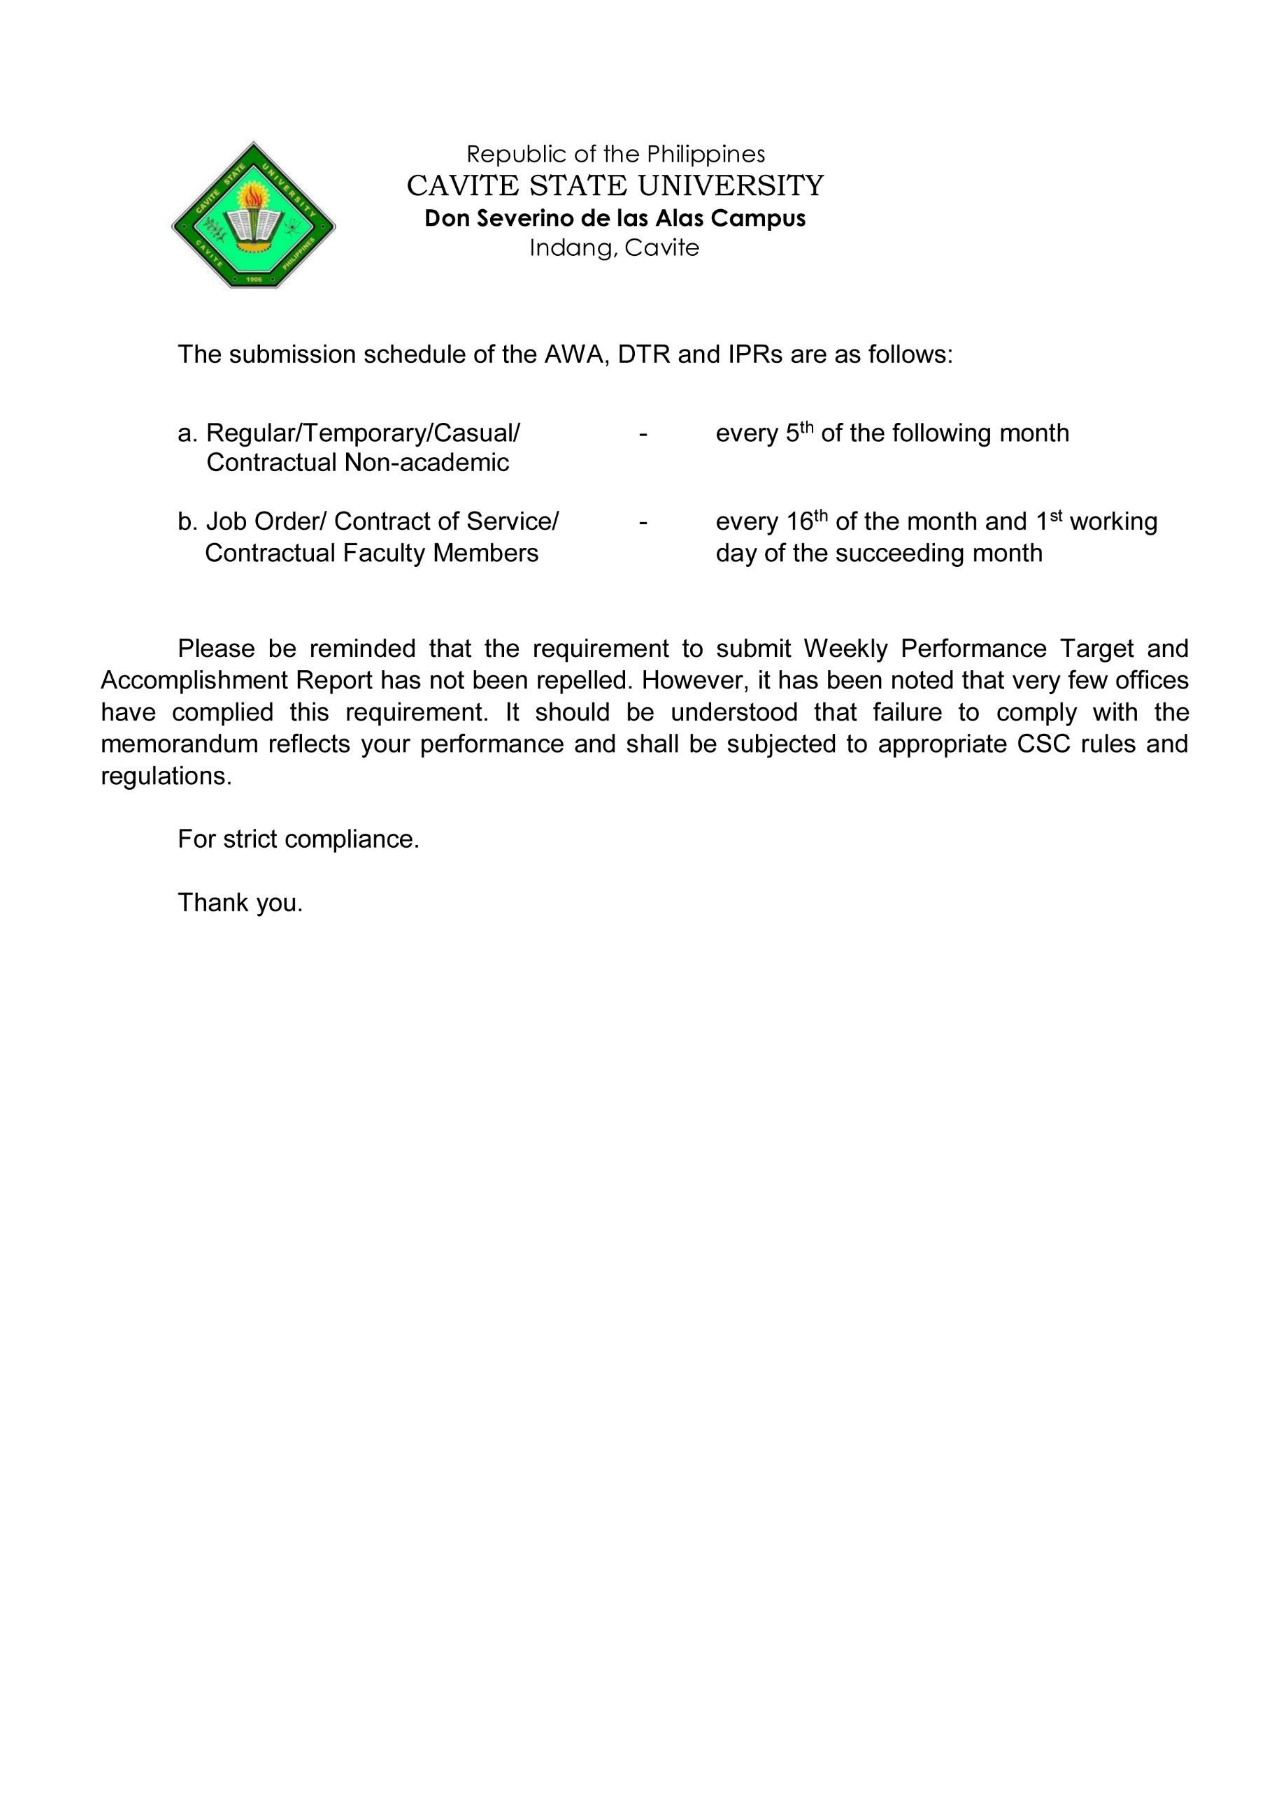 Republic of the Philippines
CAVITE STATE UNIVERSITY
Don Severino de las Alas Campus
Indang, Cavite
CAVITE STATE UNIVERSITY
CAVITE PHILIPPINES
1906
The submission schedule of the AWA, DTR and IPRs are as follows:
a. Regular/Temporary/Casual/ - every 5th of the following month
Contractual Non-academic
b. Job Order/ Contract of Service/ - every 16th of the month and 1st working
Contractual Faculty Members day of the succeeding month
Please be reminded that the requirement to submit Weekly Performance Target and
Accomplishment Report has not been repelled. However, it has been noted that very few offices
have complied this requirement. It should be understood that failure to comply with the
memorandum reflects your performance and shall be subjected to appropriate CSC rules and
regulations.
For strict compliance.
Thank you.